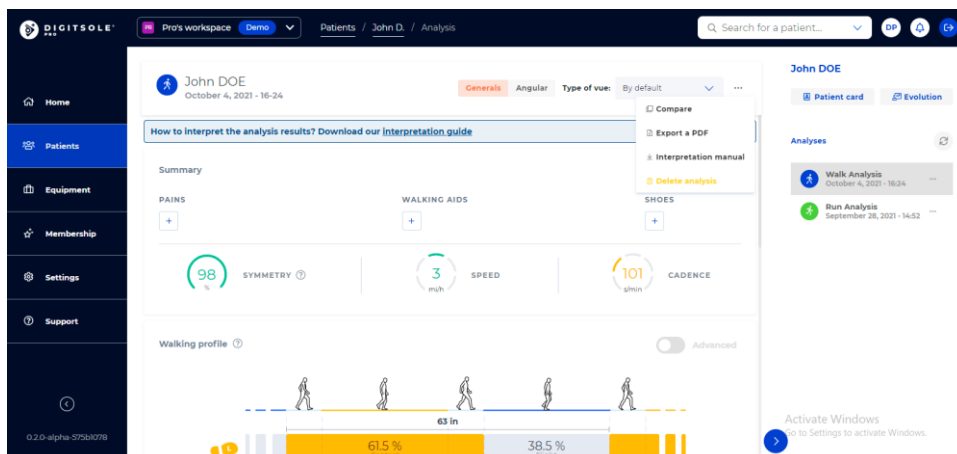 DIGITSOLE
PRO
Pro's workspace Demo
Patients / John D. / Analysis
Search for a patient...
DP
Home
Patients
Equipment
Membership
Settings
Support
0.2.0-alpha-575b1078
John DOE
October 4, 2021 - 16-24
Generals Angular Type of vue: By default ...
Compare
Export a PDF
Interpretation manual
Delete analysis
How to interpret the analysis results? Download our interpretation guide
Summary
PAINS WALKING AIDS SHOES
+ + +
98 % SYMMETRY ?
3 mi/h SPEED
101 s/min CADENCE
Walking profile ? Advanced
63 in
61.5 % 38.5 %
John DOE
Patient card Evolution
Analyses
Walk Analysis ...
October 4, 2021 - 16:24
Run Analysis ...
September 28, 2021 - 14:52
Activate Windows
Go to Settings to activate Windows.